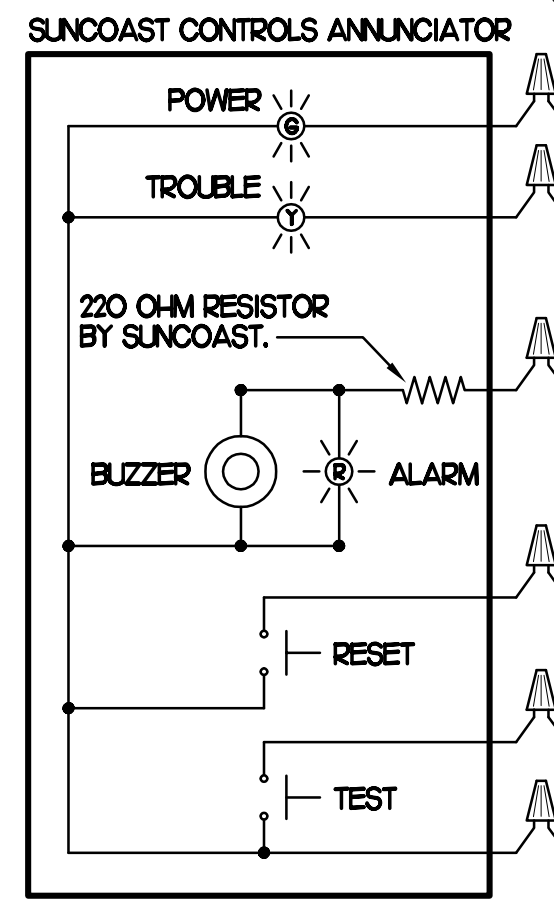 SUNCOAST CONTROLS ANNUNCIATOR
POWER
G
TROUBLE
Y
220 OHM RESISTOR
BY SUNCOAST.
BUZZER
R
ALARM
RESET
TEST